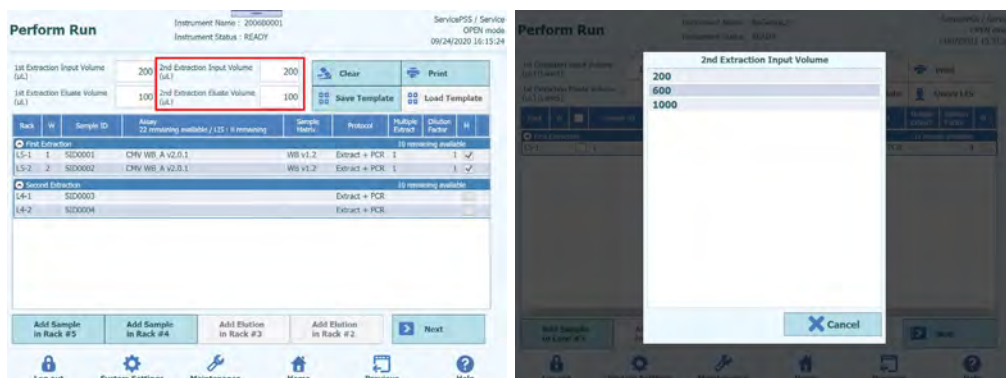 Perform Run
Instrument Name : 200600001
Instrument Status : READY
ServicePSS / Service
OPEN mode
09/24/2020 16:15:24
1st Extraction Input Volume (uL)
200
2nd Extraction Input Volume (uL)
200
Clear
Print
1st Extraction Eluate Volume (uL)
100
2nd Extraction Eluate Volume (uL)
100
Save Template
Load Template
Rack W Sample ID Assay 22 remaining available / LIS : 0 remaining Sample Matrix Protocol Multiple Extract Dilution Factor H
First Extraction 10 remaining available
L5-1 1 SID0001 CMV WB_A v2.0.1 WB v1.2 Extract + PCR 1 1
L5-2 2 SID0002 CMV WB_A v2.0.1 WB v1.2 Extract + PCR 1 1
Second Extraction 10 remaining available
L4-1 SID0003 Extract + PCR
L4-2 SID0004 Extract + PCR
Add Sample in Rack #5
Add Sample in Rack #4
Add Elution in Rack #3
Add Elution in Rack #2
Next
Log out
System Settings
Maintenance
Home
Previous
Help
Perform Run
2nd Extraction Input Volume
200
600
1000
Cancel